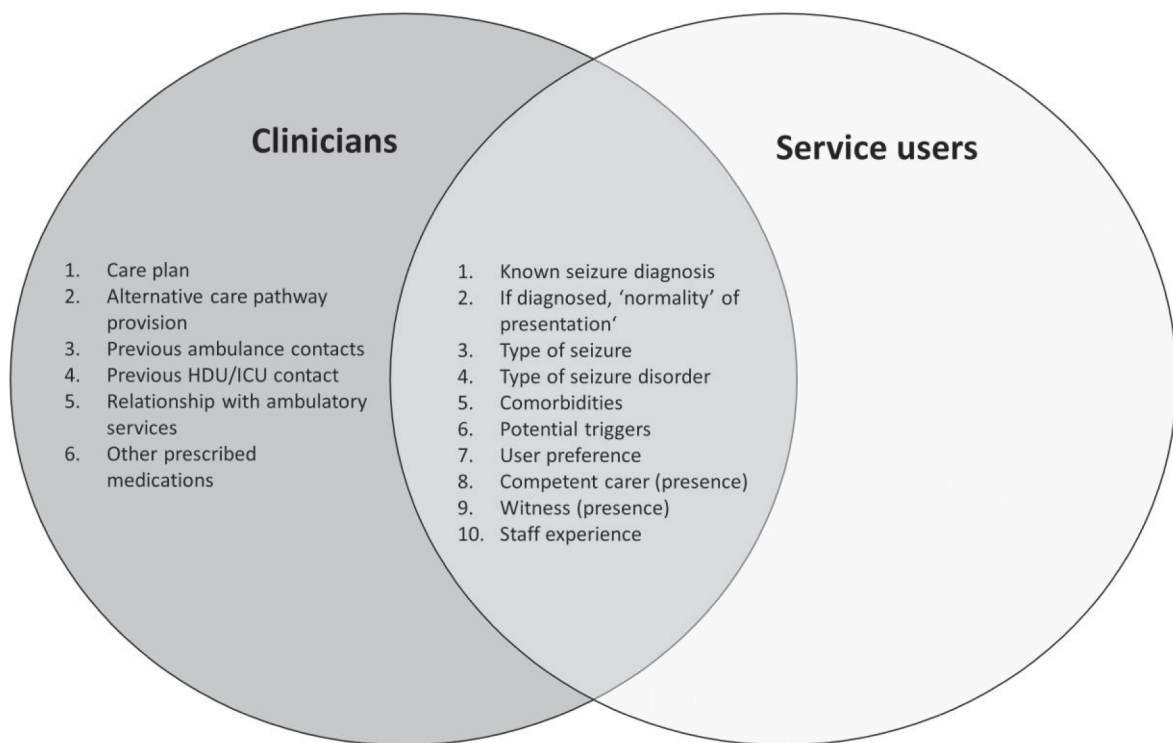 Clinicians
Service users
1. Care plan
2. Alternative care pathway
provision
3. Previous ambulance contacts
4. Previous HDU/ICU contact
5. Relationship with ambulatory
services
6. Other prescribed
medications
1. Known seizure diagnosis
2. If diagnosed, ‘normality’ of
presentation‘
3. Type of seizure
4. Type of seizure disorder
5. Comorbidities
6. Potential triggers
7. User preference
8. Competent carer (presence)
9. Witness (presence)
10. Staff experience